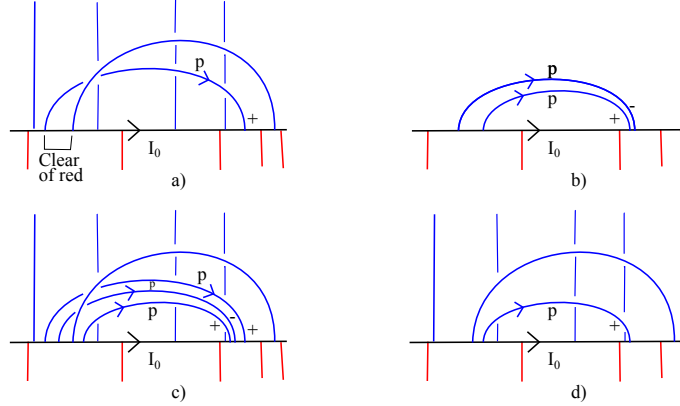 p
+
Clear
of red
I₀
a)
p
p
+ -
I₀
b)
p
p
p
+ - +
I₀
c)
p
+
I₀
d)